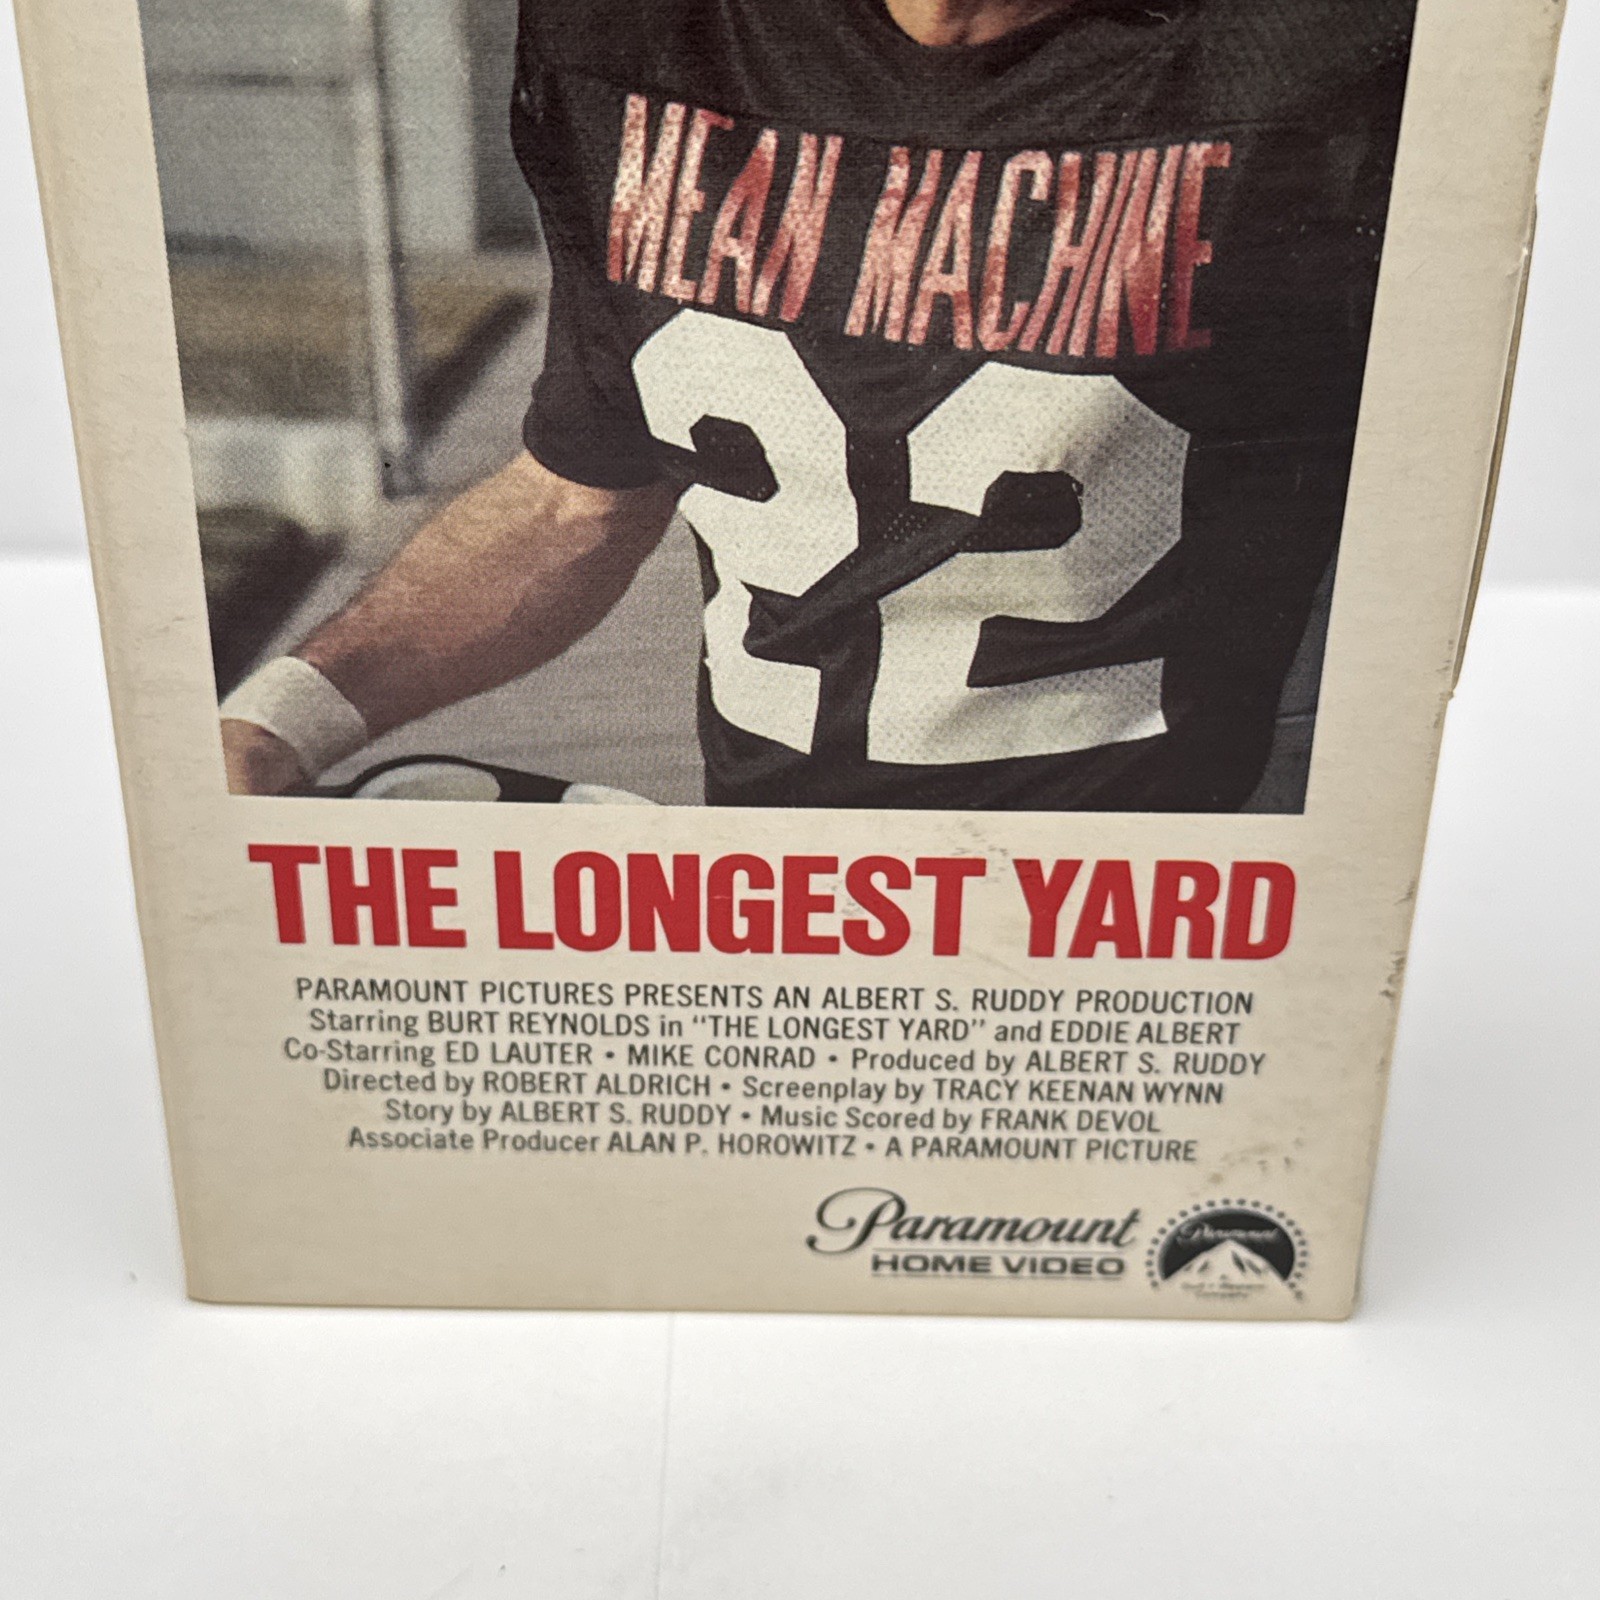 MEAN MACHINE
22
THE LONGEST YARD
PARAMOUNT PICTURES PRESENTS AN ALBERT S. RUDDY PRODUCTION
Starring BURT REYNOLDS in "THE LONGEST YARD" and EDDIE ALBERT
Co-Starring ED LAUTER • MIKE CONRAD • Produced by ALBERT S. RUDDY
Directed by ROBERT ALDRICH • Screenplay by TRACY KEENAN WYNN
Story by ALBERT S. RUDDY • Music Scored by FRANK DEVOL
Associate Producer ALAN P. HOROWITZ • A PARAMOUNT PICTURE
Paramount
HOME VIDEO
Paramount